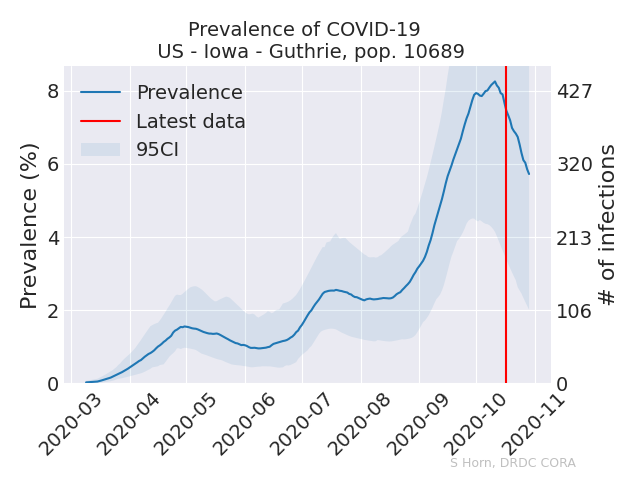 Prevalence of COVID-19
US - Iowa - Guthrie, pop. 10689
Prevalence
Latest data
95CI
Prevalence (%)
8
6
4
2
0
# of infections
427
320
213
106
0
2020-03
2020-04
2020-05
2020-06
2020-07
2020-08
2020-09
2020-10
2020-11
S Horn, DRDC CORA